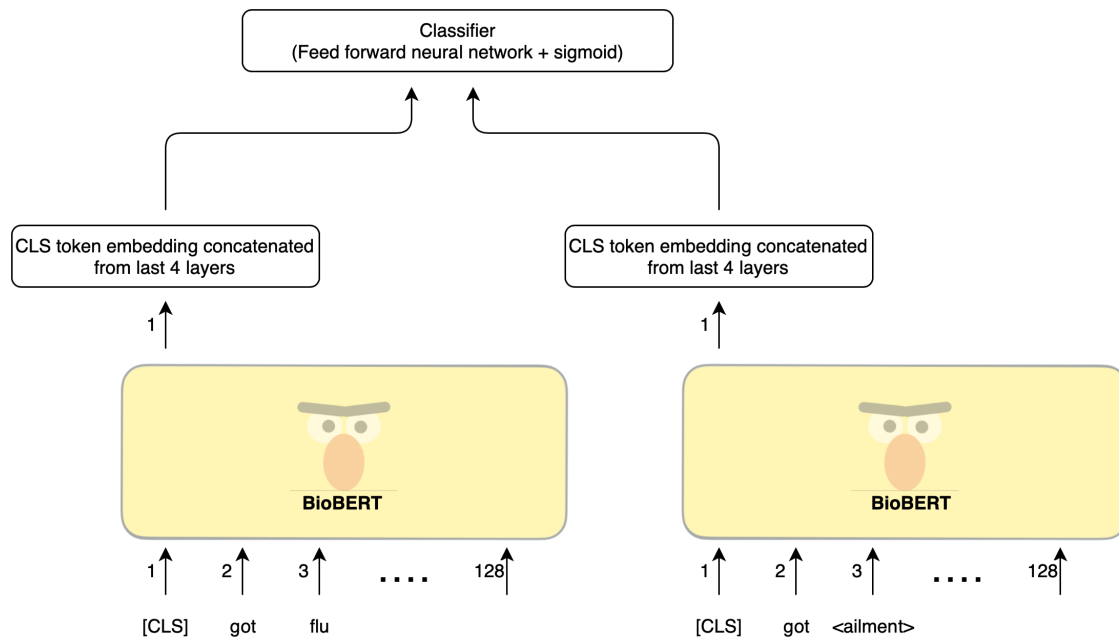 Classifier
(Feed forward neural network + sigmoid)
CLS token embedding concatenated
from last 4 layers
CLS token embedding concatenated
from last 4 layers
1
1
BioBERT
BioBERT
1 2 3 .... 128
1 2 3 .... 128
[CLS] got flu
[CLS] got <ailment>